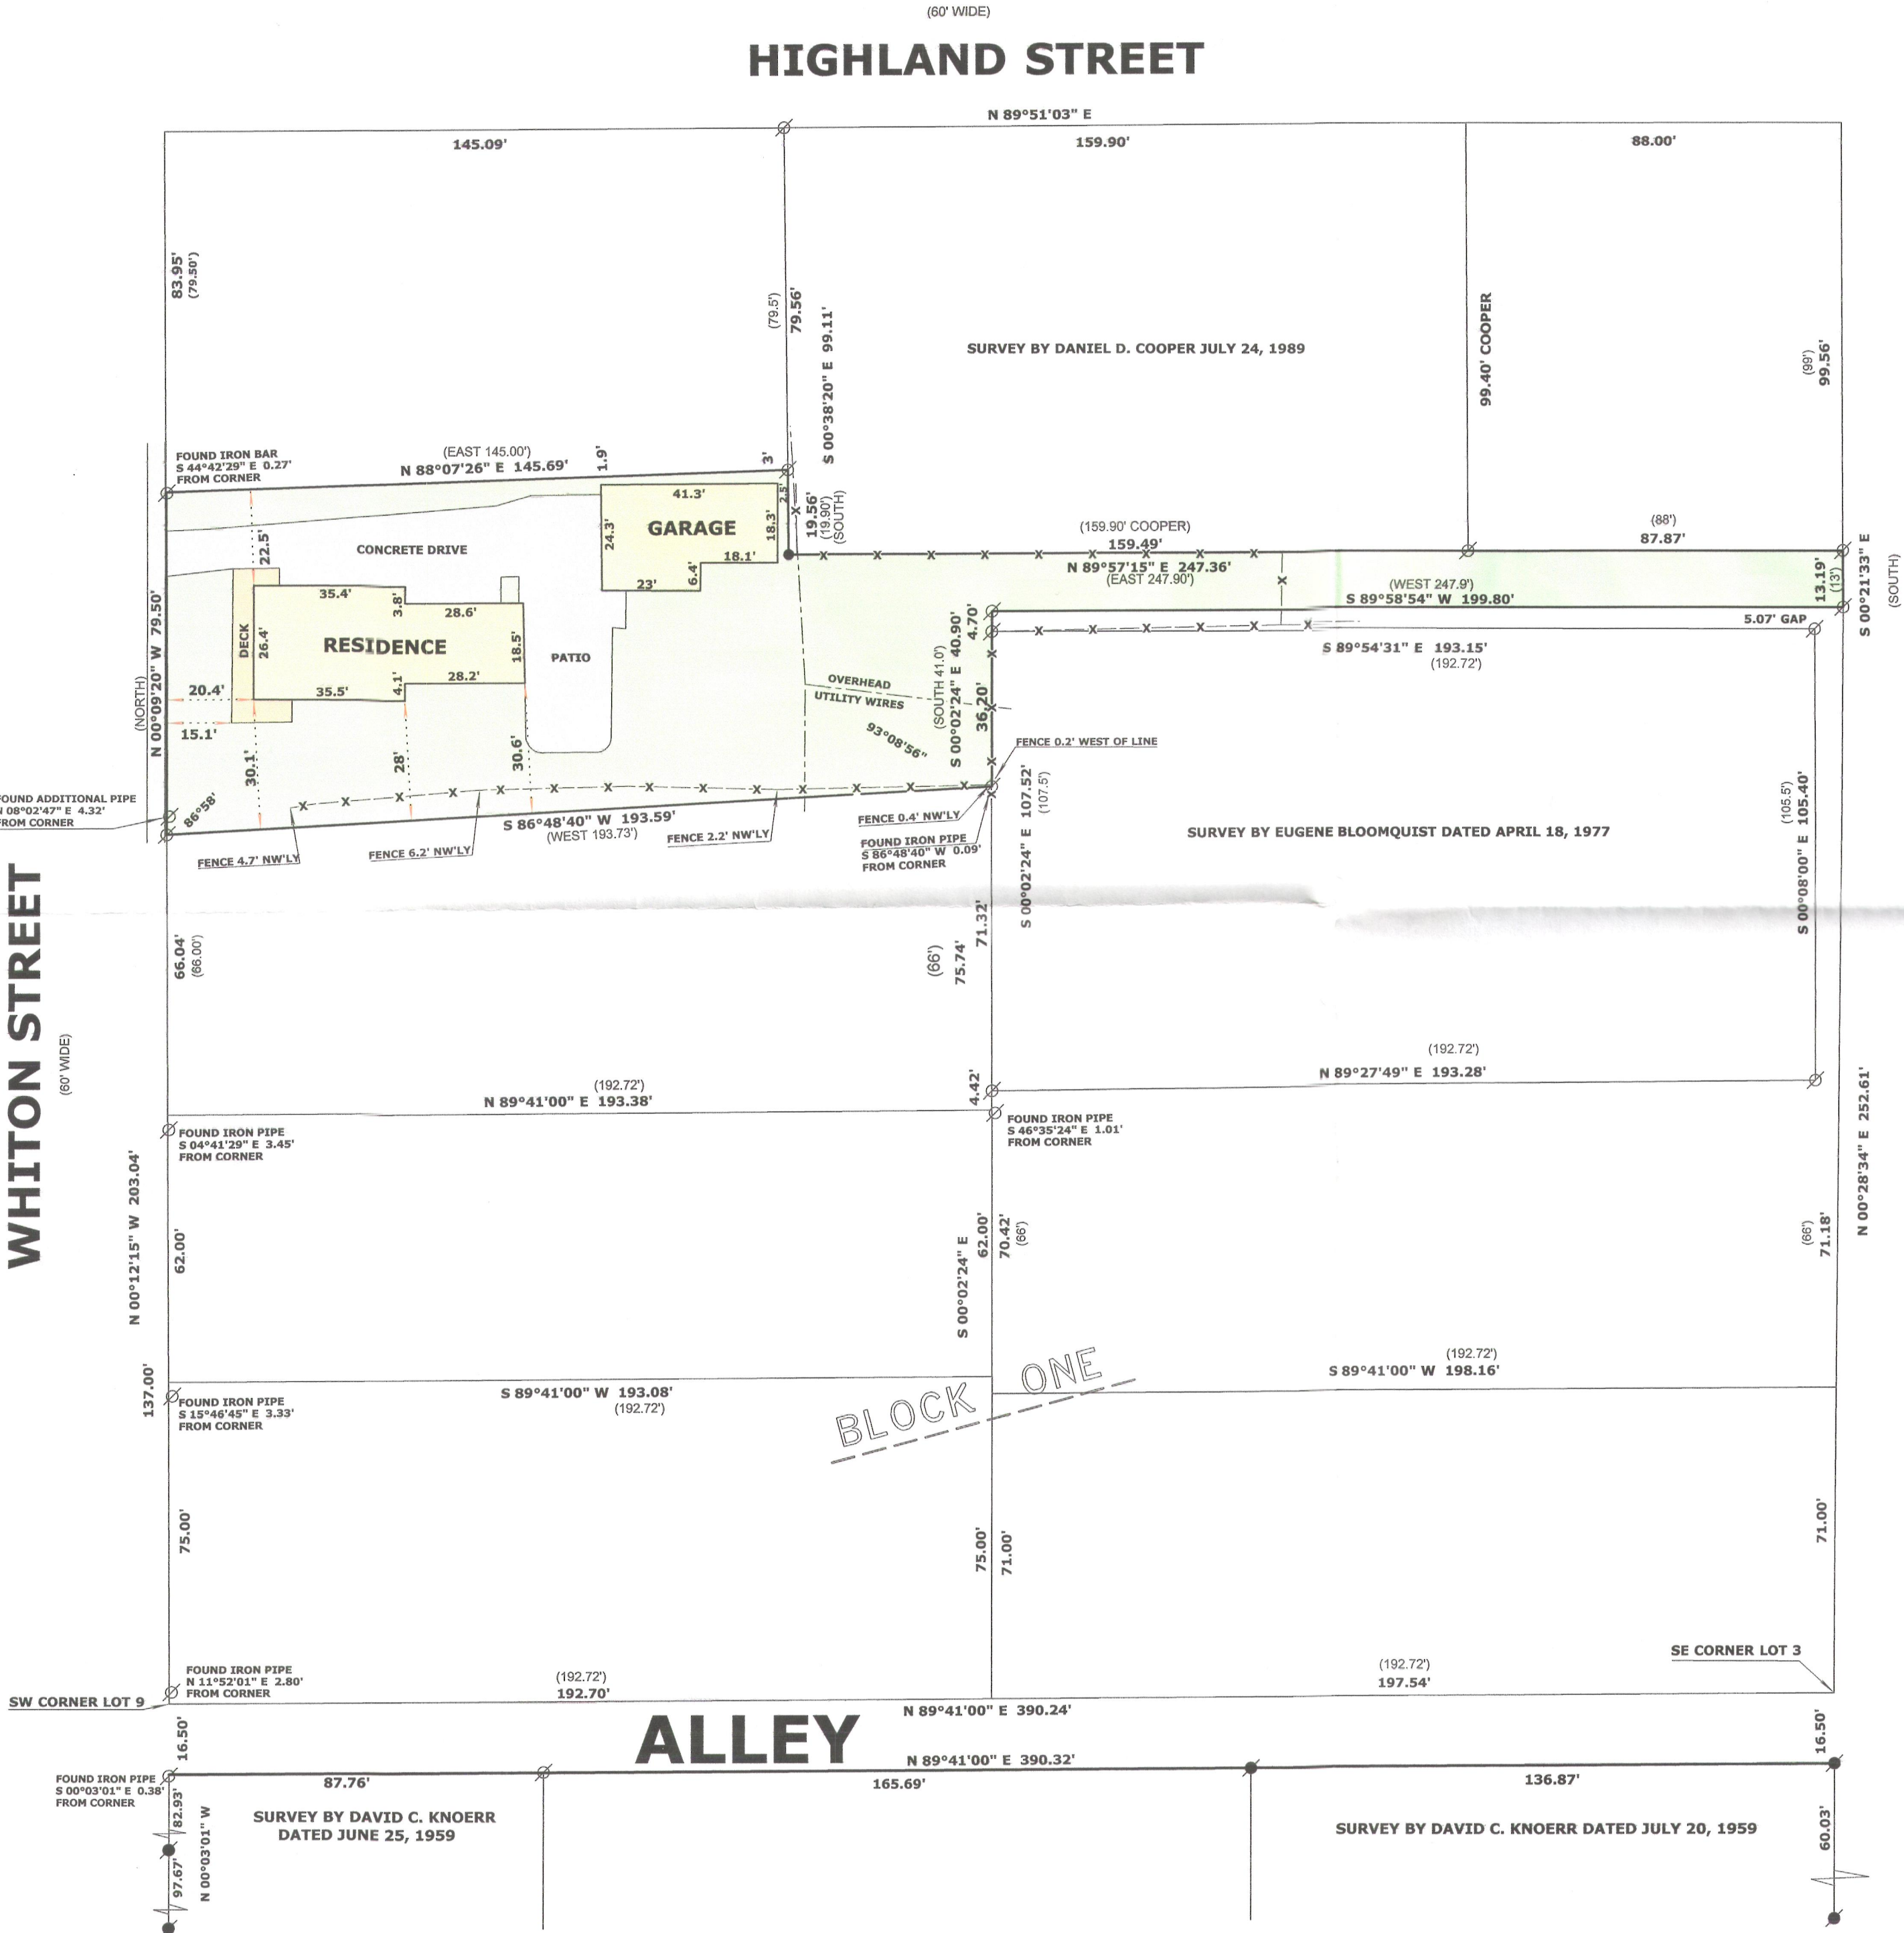 (60' WIDE)
HIGHLAND STREET
N 89°51'03" E
145.09'
159.90'
88.00'
83.95'
(79.50')
(79.5')
79.56'
S 00°38'20" E 99.11'
SURVEY BY DANIEL D. COOPER JULY 24, 1989
99.40' COOPER
(99')
99.56'
FOUND IRON BAR
S 44°42'29" E 0.27'
FROM CORNER
(EAST 145.00')
N 88°07'26" E 145.69'
1.9'
3'
2.5'
41.3'
GARAGE
24.3'
18.3'
18.1'
6.4'
23'
19.56'
(19.90')
(SOUTH)
(159.90' COOPER)
159.49'
N 89°57'15" E 247.36'
(EAST 247.90')
(88')
87.87'
(WEST 247.9')
S 89°58'54" W 199.80'
13.19'
(13')
S 00°21'33" E
(SOUTH)
5.07' GAP
S 89°54'31" E 193.15'
(192.72')
CONCRETE DRIVE
22.5'
35.4'
3.8'
28.6'
DECK
26.4'
RESIDENCE
18.5'
PATIO
35.5'
4.1'
28.2'
20.4'
15.1'
(NORTH)
N 00°09'20" W 79.50'
30.1'
28'
30.6'
OVERHEAD
UTILITY WIRES
93°08'56"
(SOUTH 41.0')
S 00°02'24" E 40.90'
4.70'
36.20'
FENCE 0.2' WEST OF LINE
FOUND ADDITIONAL PIPE
N 08°02'47" E 4.32'
FROM CORNER
86°58'
S 86°48'40" W 193.59'
(WEST 193.73')
FENCE 4.7' NW'LY
FENCE 6.2' NW'LY
FENCE 2.2' NW'LY
FENCE 0.4' NW'LY
FOUND IRON PIPE
S 86°48'40" W 0.09'
FROM CORNER
S 00°02'24" E 107.52'
(107.5')
SURVEY BY EUGENE BLOOMQUIST DATED APRIL 18, 1977
(105.5')
S 00°08'00" E 105.40'
WHITON STREET
(60' WIDE)
66.04'
(66.00')
(66')
75.74'
71.32'
(192.72')
N 89°41'00" E 193.38'
4.42'
(192.72')
N 89°27'49" E 193.28'
FOUND IRON PIPE
S 04°41'29" E 3.45'
FROM CORNER
FOUND IRON PIPE
S 46°35'24" E 1.01'
FROM CORNER
N 00°28'34" E 252.61'
N 00°12'15" W 203.04'
62.00'
S 00°02'24" E
62.00'
70.42'
(66')
(66')
71.18'
137.00'
S 89°41'00" W 193.08'
(192.72')
(192.72')
S 89°41'00" W 198.16'
FOUND IRON PIPE
S 15°46'45" E 3.33'
FROM CORNER
BLOCK ONE
75.00'
75.00'
71.00'
71.00'
FOUND IRON PIPE
N 11°52'01" E 2.80'
FROM CORNER
SW CORNER LOT 9
(192.72')
192.70'
(192.72')
197.54'
SE CORNER LOT 3
N 89°41'00" E 390.24'
16.50'
ALLEY
16.50'
N 89°41'00" E 390.32'
FOUND IRON PIPE
S 00°03'01" E 0.38'
FROM CORNER
87.76'
165.69'
136.87'
82.93'
97.67'
N 00°03'01" W
SURVEY BY DAVID C. KNOERR
DATED JUNE 25, 1959
SURVEY BY DAVID C. KNOERR DATED JULY 20, 1959
60.03'